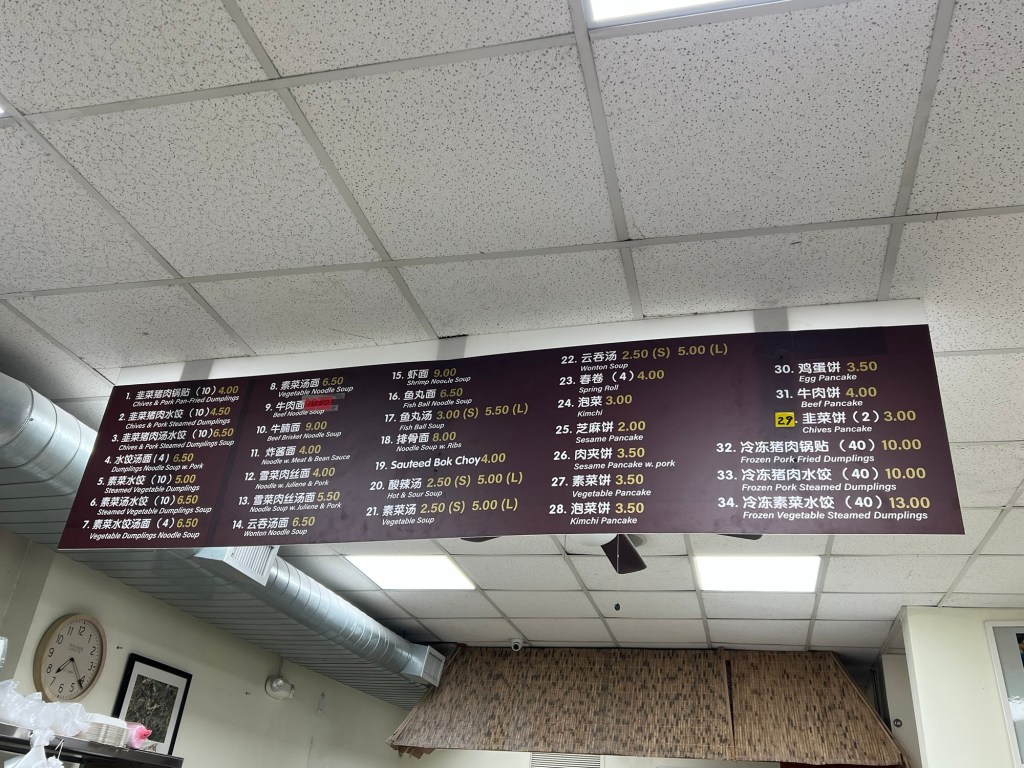 1. 韭菜猪肉锅贴 (10) 4.00
Chives & Pork Pan-Fried Dumplings
2. 韭菜猪肉水饺 (10) 4.50
Chives & Pork Steamed Dumplings
3. 韭菜猪肉汤水饺 (10) 6.50
Chives & Pork Steamed Dumplings Soup
4. 水饺汤面 (4) 6.50
Dumplings Noodle Soup w. Pork
5. 素菜水饺 (10) 5.00
Steamed Vegetable Dumplings
6. 素菜汤水饺 (10) 6.50
Steamed Vegetable Dumplings Soup
7. 素菜水饺汤面 (4) 6.50
Vegetable Dumplings Noodle Soup
8. 素菜汤面 6.50
Vegetable Noodle Soup
9. 牛肉面
Beef Noodle Soup
10. 牛腩面 9.00
Beef Brisket Noodle Soup
11. 炸酱面 4.00
Noodle w. Meat & Bean Sauce
12. 雪菜肉丝面 4.00
Noodle w. Juliene & Pork
13. 雪菜肉丝汤面 5.50
Noodle Soup w. Juliene & Pork
14. 云吞汤面 6.50
Wonton Noodle Soup
15. 虾面 9.00
Shrimp Noodle Soup
16. 鱼丸面 6.50
Fish Ball Noodle Soup
17. 鱼丸汤 3.00 (S) 5.50 (L)
Fish Ball Soup
18. 排骨面 8.00
Noodle Soup w. Ribs
19. Sauteed Bok Choy 4.00
20. 酸辣汤 2.50 (S) 5.00 (L)
Hot & Sour Soup
21. 素菜汤 2.50 (S) 5.00 (L)
Vegetable Soup
22. 云吞汤 2.50 (S) 5.00 (L)
Wonton Soup
23. 春卷 (4) 4.00
Spring Roll
24. 泡菜 3.00
Kimchi
25. 芝麻饼 2.00
Sesame Pancake
26. 肉夹饼 3.50
Sesame Pancake w. pork
27. 素菜饼 3.50
Vegetable Pancake
28. 泡菜饼 3.50
Kimchi Pancake
30. 鸡蛋饼 3.50
Egg Pancake
31. 牛肉饼 4.00
Beef Pancake
29. 韭菜饼 (2) 3.00
Chives Pancake
32. 冷冻猪肉锅贴 (40) 10.00
Frozen Pork Fried Dumplings
33. 冷冻猪肉水饺 (40) 10.00
Frozen Pork Steamed Dumplings
34. 冷冻素菜水饺 (40) 13.00
Frozen Vegetable Steamed Dumplings
12
1
2
3
4
5
6
7
8
9
10
11